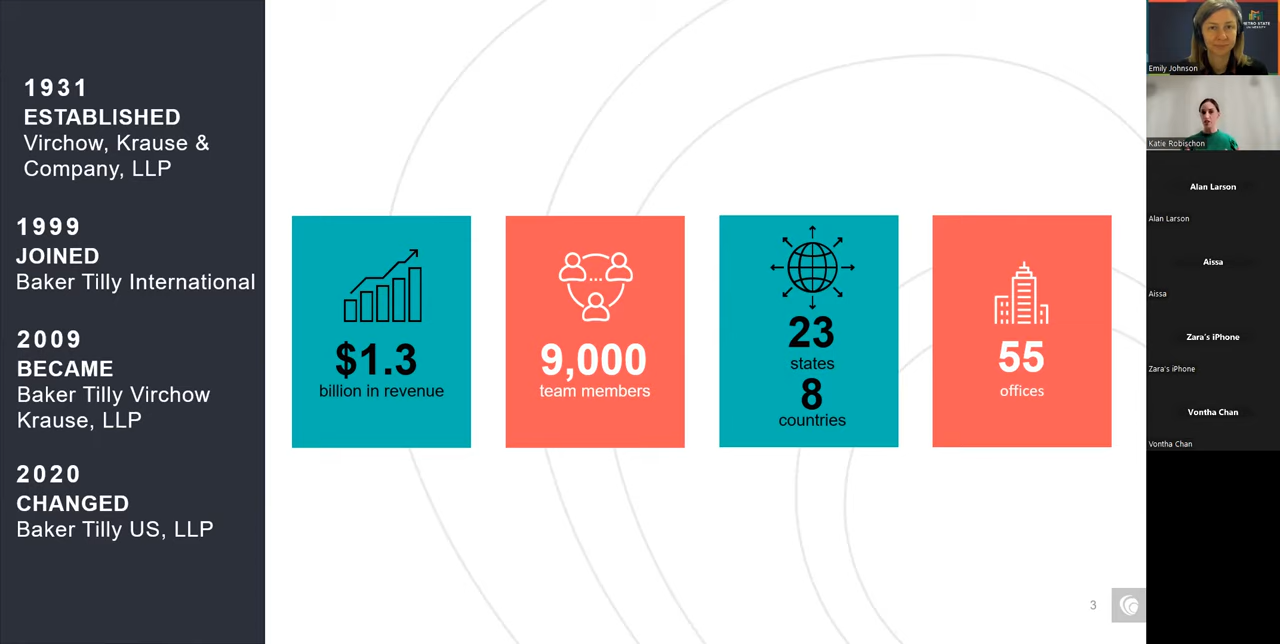 1931
ESTABLISHED
Virchow, Krause &
Company, LLP
1999
JOINED
Baker Tilly International
2009
BECAME
Baker Tilly Virchow
Krause, LLP
2020
CHANGED
Baker Tilly US, LLP
$1.3
billion in revenue
9,000
team members
23
states
8
countries
55
offices
3
Emily Johnson
Katie Robischon
Alan Larson
Alan Larson
Aissa
Aissa
Zara's iPhone
Zara's iPhone
Vontha Chan
Vontha Chan